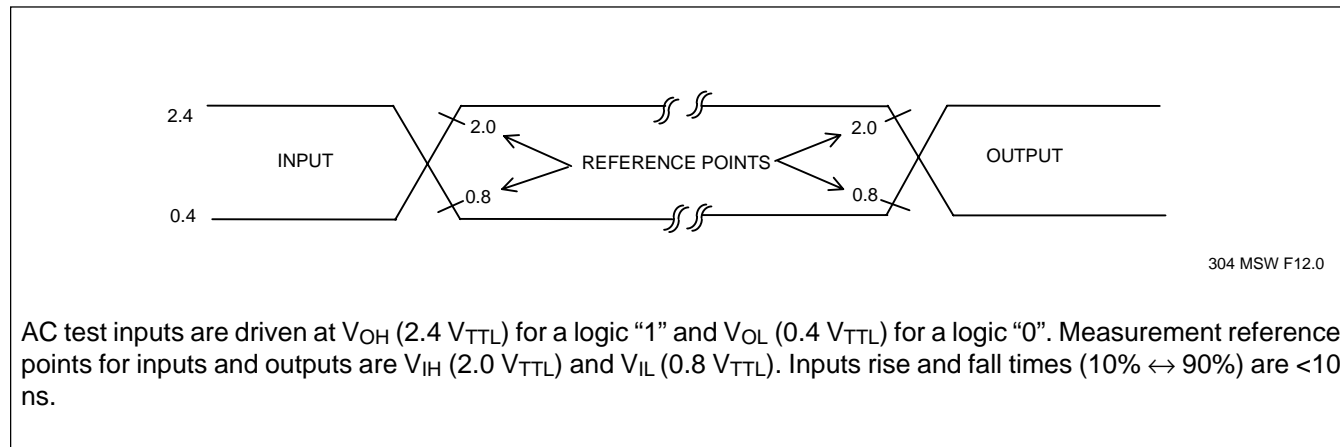 2.4
2.0
2.0
INPUT
REFERENCE POINTS
OUTPUT
0.8
0.8
0.4
304 MSW F12.0
AC test inputs are driven at VOH (2.4 VTTL) for a logic “1” and VOL (0.4 VTTL) for a logic “0”. Measurement reference
points for inputs and outputs are VIH (2.0 VTTL) and VIL (0.8 VTTL). Inputs rise and fall times (10% ↔ 90%) are <10
ns.